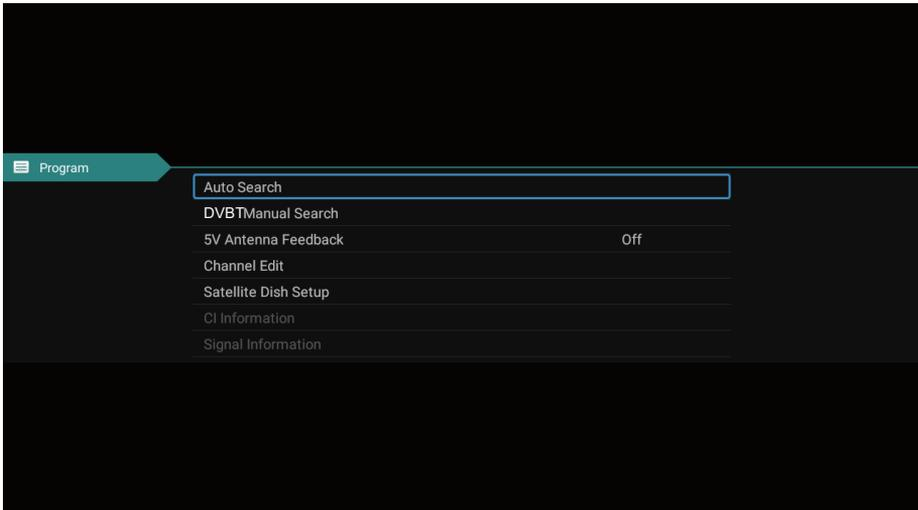 Program
Auto Search
DVBTManual Search
5V Antenna Feedback Off
Channel Edit
Satellite Dish Setup
CI Information
Signal Information